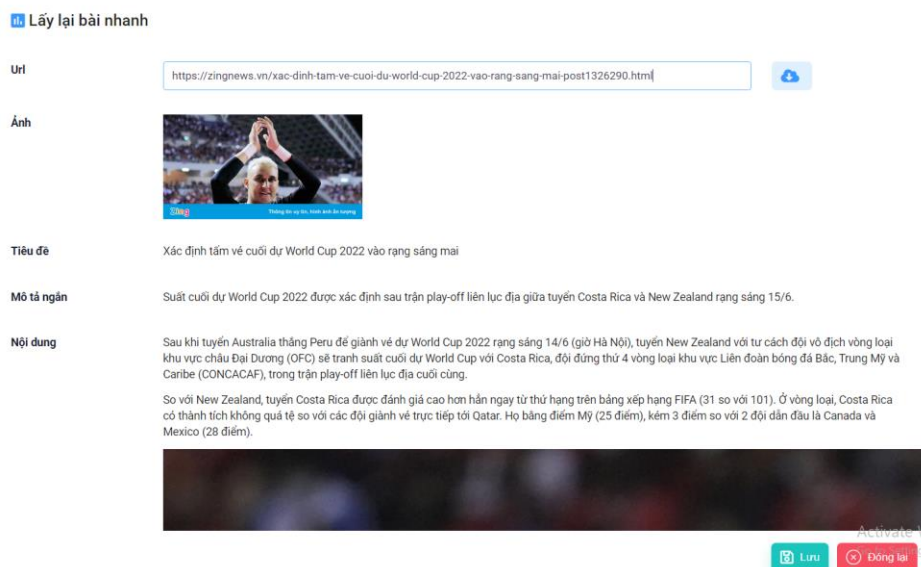 Lấy lại bài nhanh
Url
https://zingnews.vn/xac-dinh-tam-ve-cuoi-du-world-cup-2022-vao-rang-sang-mai-post1326290.html
Ảnh
Zing
Thông tin uy tín, hình ảnh ấn tượng
Tiêu đề
Xác định tấm vé cuối dự World Cup 2022 vào rạng sáng mai
Mô tả ngắn
Suất cuối dự World Cup 2022 được xác định sau trận play-off liên lục địa giữa tuyển Costa Rica và New Zealand rạng sáng 15/6.
Nội dung
Sau khi tuyển Australia thắng Peru để giành vé dự World Cup 2022 rạng sáng 14/6 (giờ Hà Nội), tuyển New Zealand với tư cách đội vô địch vòng loại
khu vực châu Đại Dương (OFC) sẽ tranh suất cuối dự World Cup với Costa Rica, đội đứng thứ 4 vòng loại khu vực Liên đoàn bóng đá Bắc, Trung Mỹ và
Caribe (CONCACAF), trong trận play-off liên lục địa cuối cùng.
So với New Zealand, tuyển Costa Rica được đánh giá cao hơn hẳn ngay từ thứ hạng trên bảng xếp hạng FIFA (31 so với 101). Ở vòng loại, Costa Rica
có thành tích không quá tệ so với các đội giành vé trực tiếp tới Qatar. Họ bằng điểm Mỹ (25 điểm), kém 3 điểm so với 2 đội dẫn đầu là Canada và
Mexico (28 điểm).
Activate
Lưu
Đóng lại